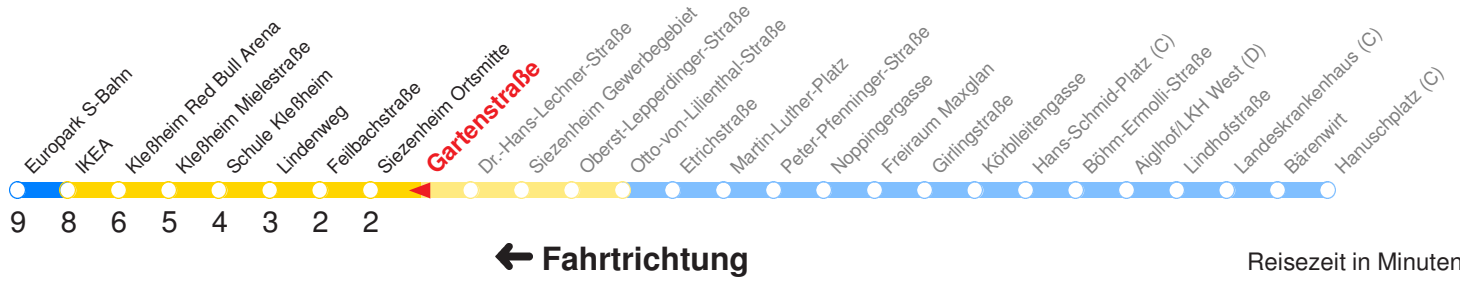 Europark S-Bahn
IKEA
Kleßheim Red Bull Arena
Kleßheim Mielestraße
Schule Kleßheim
Lindenweg
Feilbachstraße
Siezenheim Ortsmitte
Gartenstraße
Dr.-Hans-Lechner-Straße
Siezenheim Gewerbegebiet
Oberst-Lepperdinger-Straße
Otto-von-Lilienthal-Straße
Etrichstraße
Martin-Luther-Platz
Peter-Pfenninger-Straße
Noppingergasse
Freiraum Maxglan
Girlingstraße
Körblleitengasse
Hans-Schmid-Platz (C)
Böhm-Ermolli-Straße
Aiglhof/LKH West (D)
Lindhofstraße
Landeskrankenhaus (C)
Bärenwirt
Hanuschplatz (C)
9 8 6 5 4 3 2 2
Fahrtrichtung
Reisezeit in Minuten